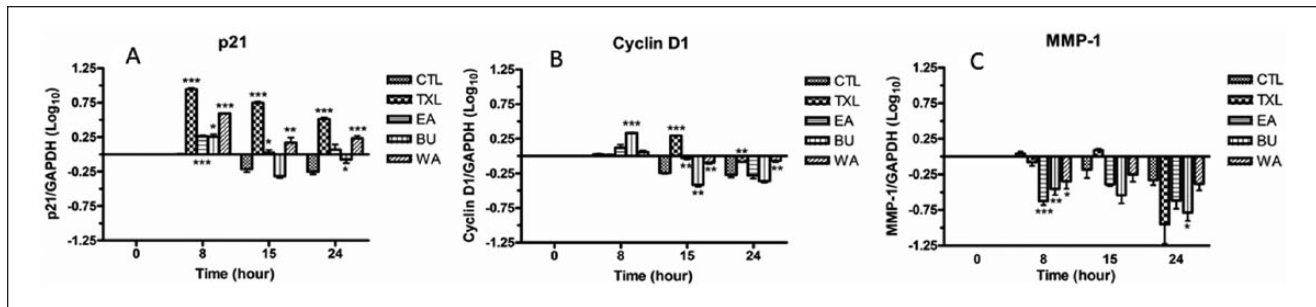 A
p21
p21/GAPDH (Log10)
1.25
0.75
0.25
-0.25
-0.75
-1.25
***
***
*
***
***
*
**
***
*
***
0
8
15
24
Time (hour)
CTL
TXL
EA
BU
WA
B
Cyclin D1
Cyclin D1/GAPDH (Log10)
1.25
0.75
0.25
-0.25
-0.75
-1.25
***
***
**
**
**
**
**
0
8
15
24
Time (hour)
CTL
TXL
EA
BU
WA
C
MMP-1
MMP-1/GAPDH (Log10)
1.25
0.75
0.25
-0.25
-0.75
-1.25
***
**
*
*
0
8
15
24
Time (hour)
CTL
TXL
EA
BU
WA